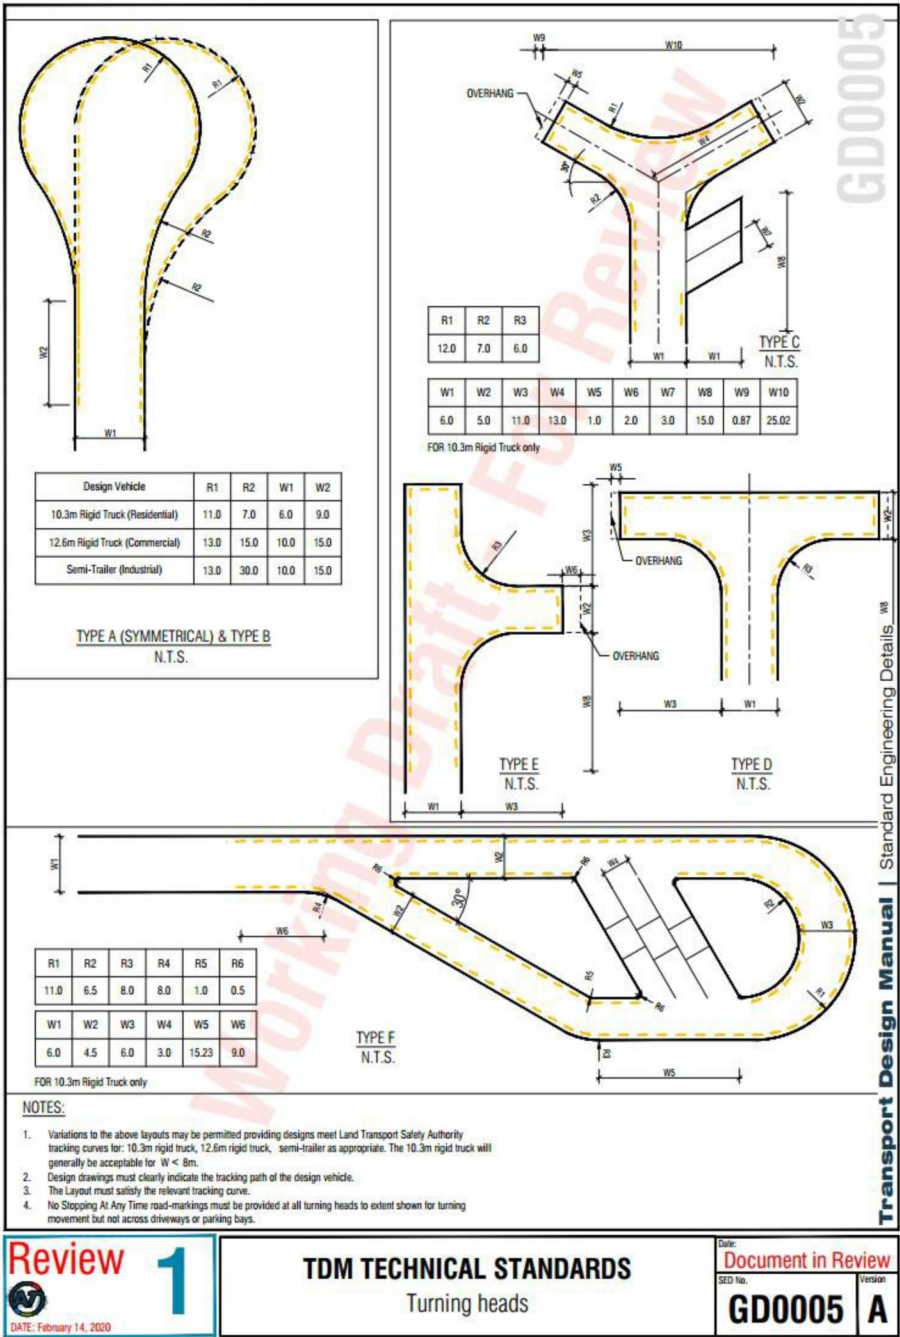 GD0005
R1
R1
R2
R2
W2
W1
Design Vehicle R1 R2 W1 W2
10.3m Rigid Truck (Residential) 11.0 7.0 6.0 9.0
12.6m Rigid Truck (Commercial) 13.0 15.0 10.0 15.0
Semi-Trailer (Industrial) 13.0 30.0 10.0 15.0
TYPE A (SYMMETRICAL) & TYPE B
N.T.S.
W9
W10
W5
OVERHANG
R1
W2
W4
30°
R2
W7
W8
W1
W1
TYPE C
N.T.S.
R1 R2 R3
12.0 7.0 6.0
W1 W2 W3 W4 W5 W6 W7 W8 W9 W10
6.0 5.0 11.0 13.0 1.0 2.0 3.0 15.0 0.87 25.02
FOR 10.3m Rigid Truck only
R3
W3
W6
W2
OVERHANG
W8
TYPE E
N.T.S.
W1
W3
W5
W2
OVERHANG
R3
W8
W3
W1
TYPE D
N.T.S.
W1
W6
R4
R6
W2
W2
30°
R6
W4
R5
R6
R2
W3
R1
R3
W5
R1 R2 R3 R4 R5 R6
11.0 6.5 8.0 8.0 1.0 0.5
W1 W2 W3 W4 W5 W6
6.0 4.5 6.0 3.0 15.23 9.0
FOR 10.3m Rigid Truck only
TYPE F
N.T.S.
Working Draft - For Review
NOTES:
1. Variations to the above layouts may be permitted providing designs meet Land Transport Safety Authority
tracking curves for: 10.3m rigid truck, 12.6m rigid truck, semi-trailer as appropriate. The 10.3m rigid truck will
generally be acceptable for W < 8m.
2. Design drawings must clearly indicate the tracking path of the design vehicle.
3. The Layout must satisfy the relevant tracking curve.
4. No Stopping At Any Time road-markings must be provided at all turning heads to extent shown for turning
movement but not across driveways or parking bays.
Transport Design Manual | Standard Engineering Details
Review 1
AT
DATE: February 14, 2020
TDM TECHNICAL STANDARDS
Turning heads
Date:
Document in Review
SED No.
GD0005
Version
A